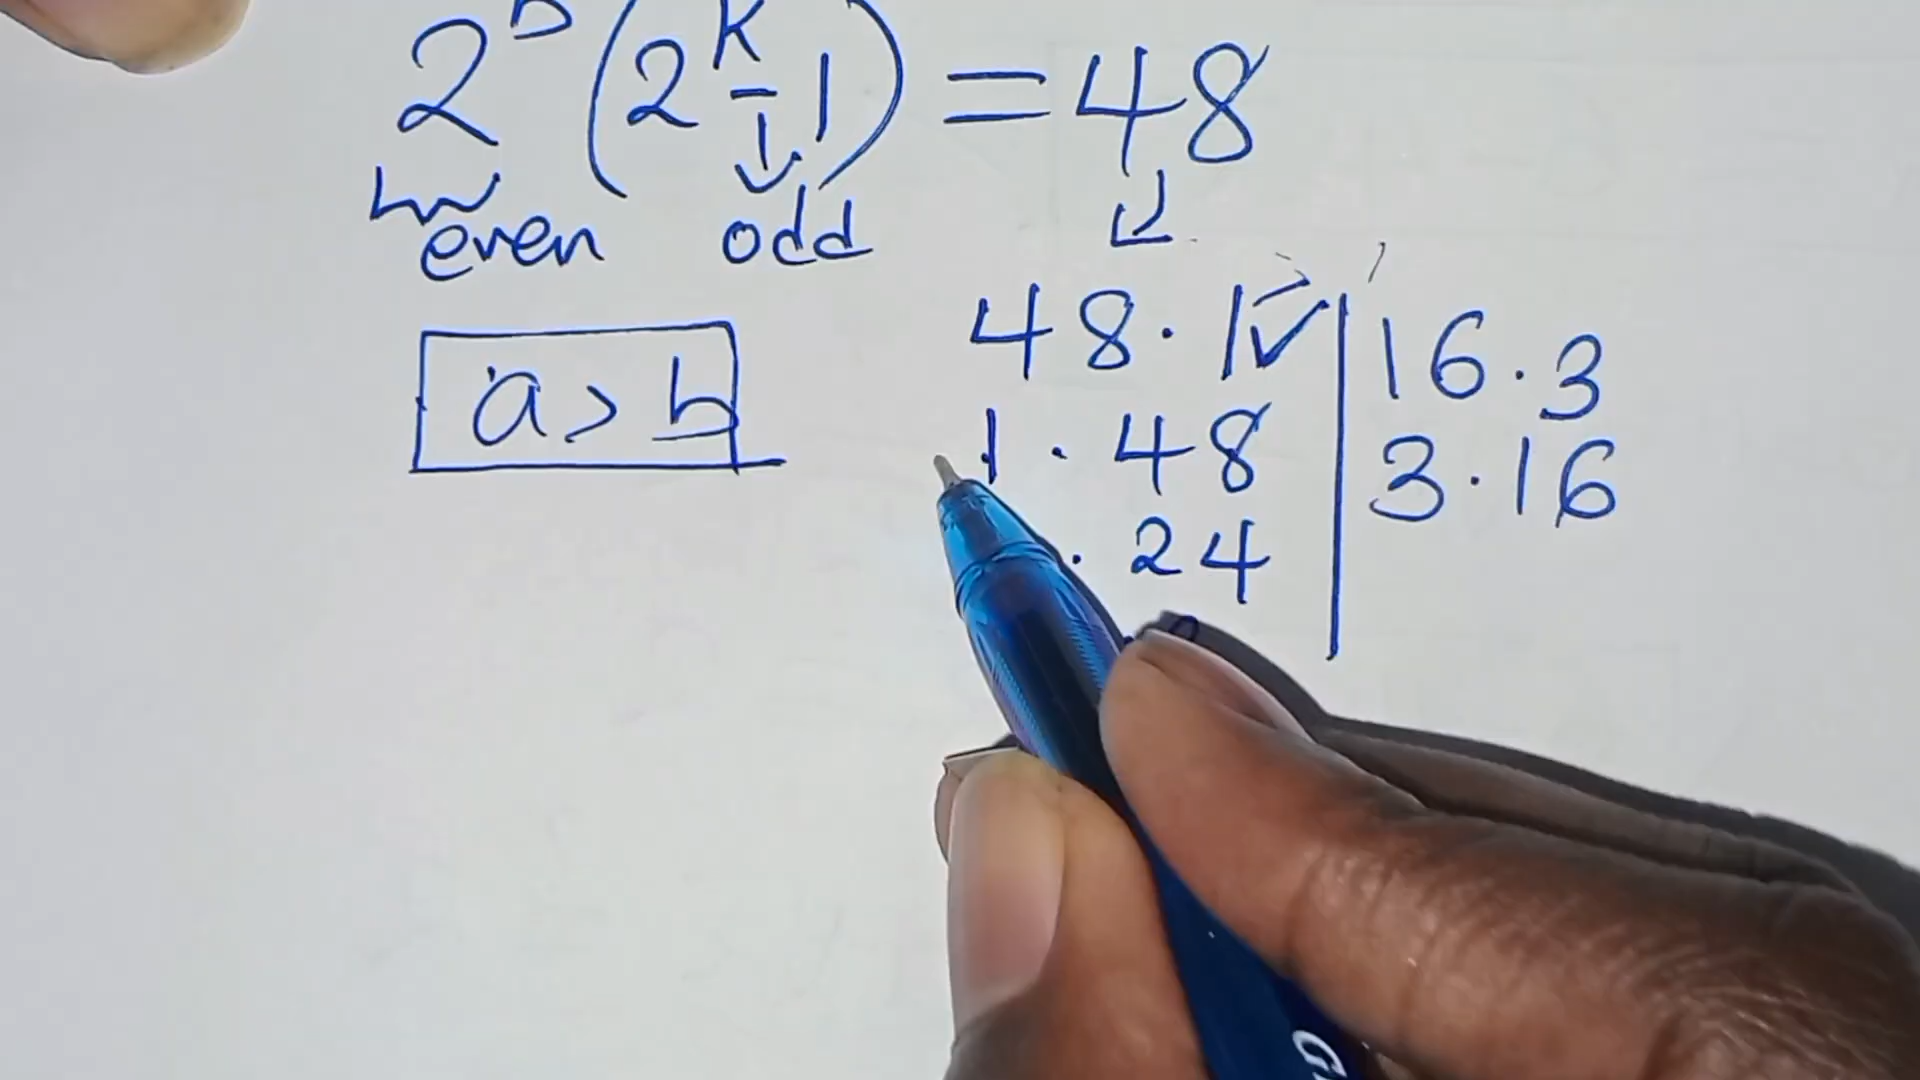 2^b (2^k - 1) = 48
even odd
a > b
48 · 1 ✓
1 · 48
· 24
16 · 3
3 · 16
G